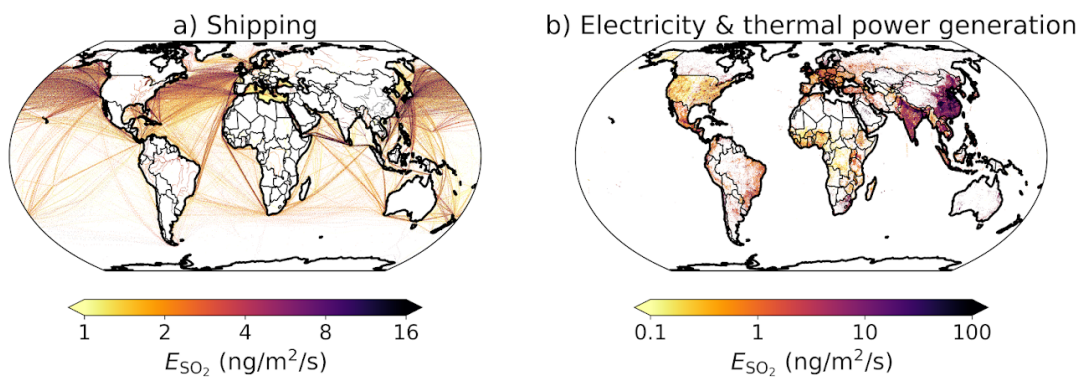 a) Shipping
b) Electricity & thermal power generation
1 2 4 8 16
E_SO₂ (ng/m²/s)
0.1 1 10 100
E_SO₂ (ng/m²/s)